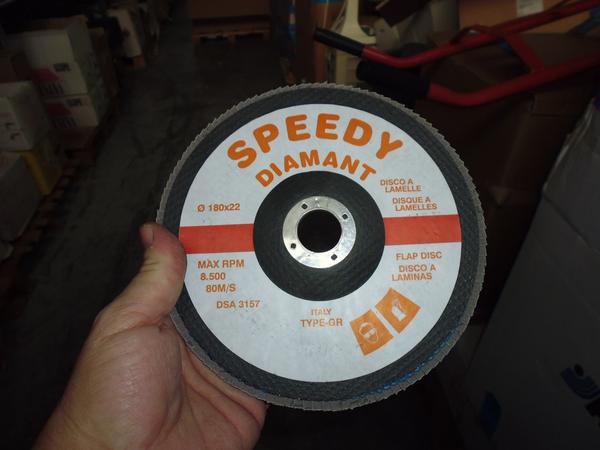 SPEEDY
DIAMANT
DISCO A
LAMELLE
Ø 180x22
DISQUE A
LAMELLES
MAX RPM
8.500
80M/S
FLAP DISC
DISCO A
LAMINAS
DSA 3157
ITALY
TYPE-GR